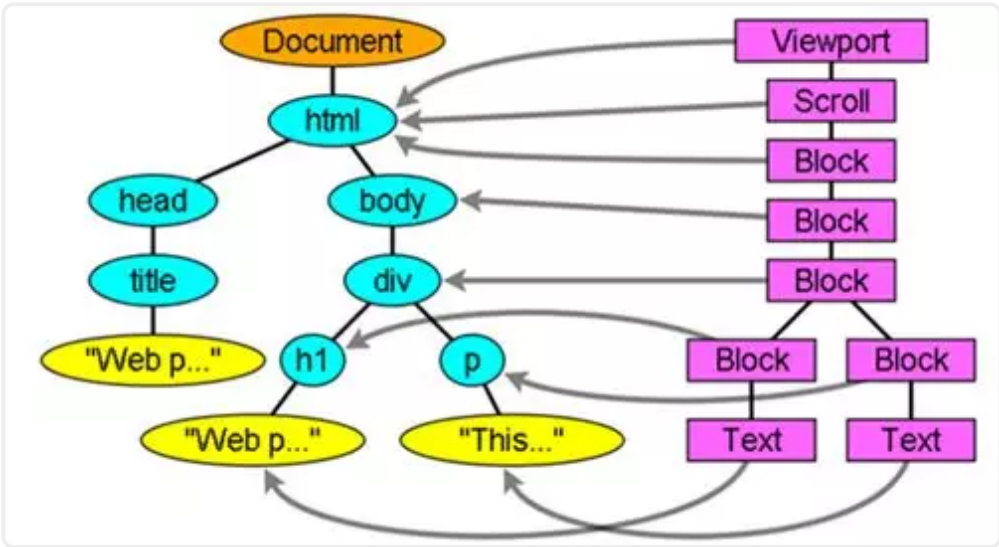 Document
Viewport
html
Scroll
Block
head
body
Block
title
div
Block
"Web p..."
h1
p
Block
Block
"Web p..."
"This..."
Text
Text